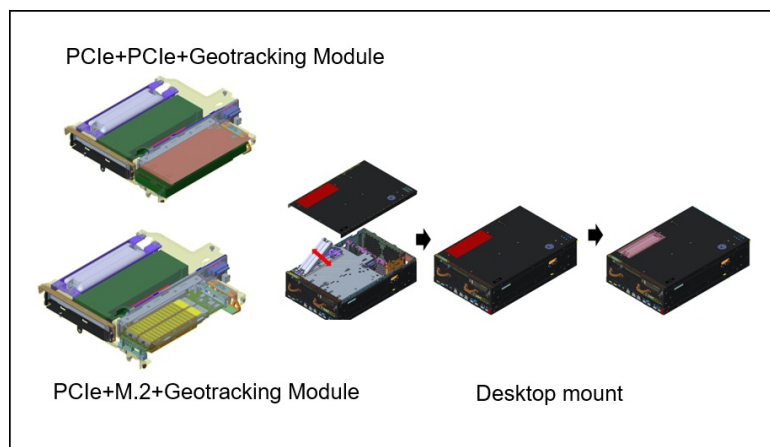 PCIe+PCIe+Geotracking Module
PCIe+M.2+Geotracking Module
Desktop mount